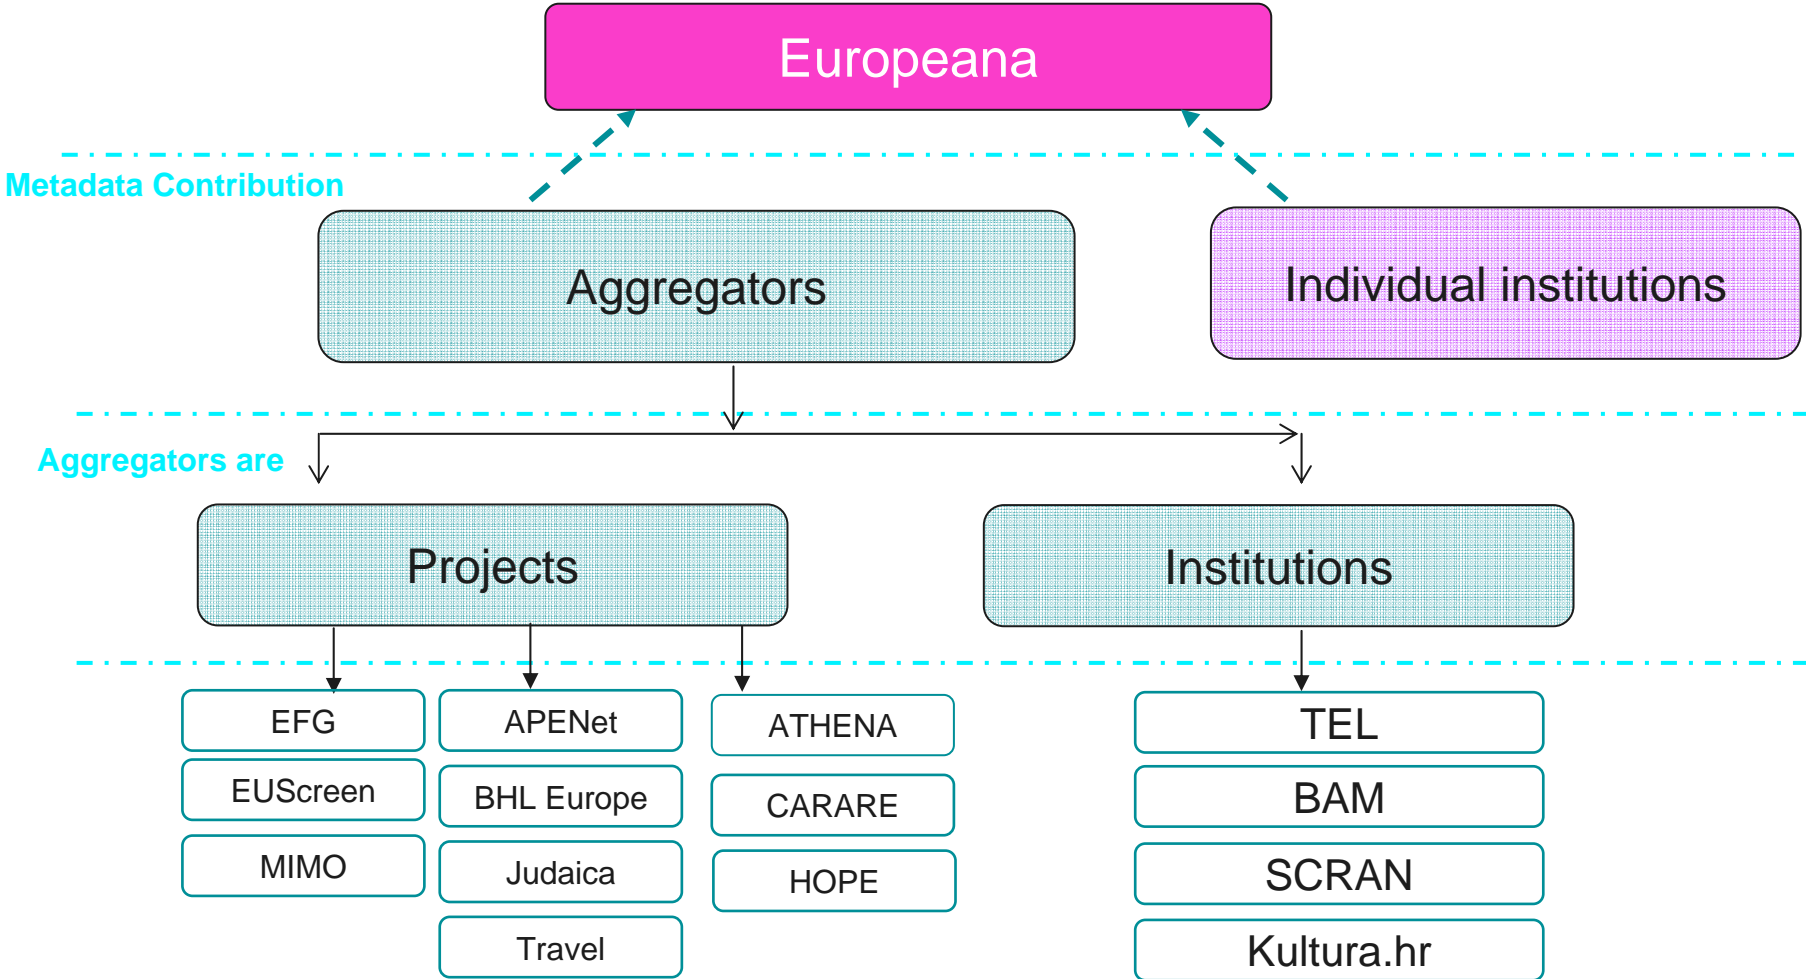 Europeana
Metadata Contribution
Aggregators
Individual institutions
Aggregators are
Projects
Institutions
EFG
APENet
ATHENA
TEL
EUScreen
BHL Europe
CARARE
BAM
MIMO
Judaica
HOPE
SCRAN
Travel
Kultura.hr